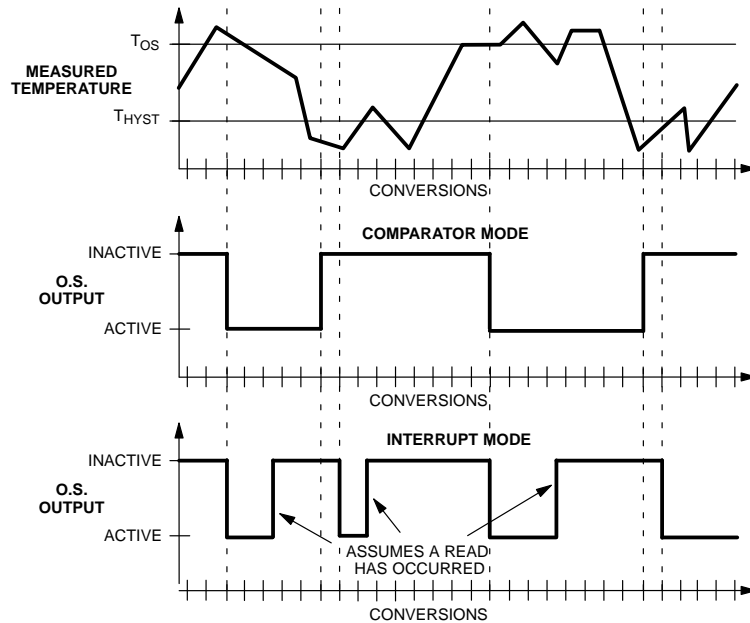 TOS
MEASURED
TEMPERATURE
THYST
CONVERSIONS
COMPARATOR MODE
INACTIVE
O.S.
OUTPUT
ACTIVE
CONVERSIONS
INTERRUPT MODE
INACTIVE
O.S.
OUTPUT
ACTIVE
ASSUMES A READ
HAS OCCURRED
CONVERSIONS